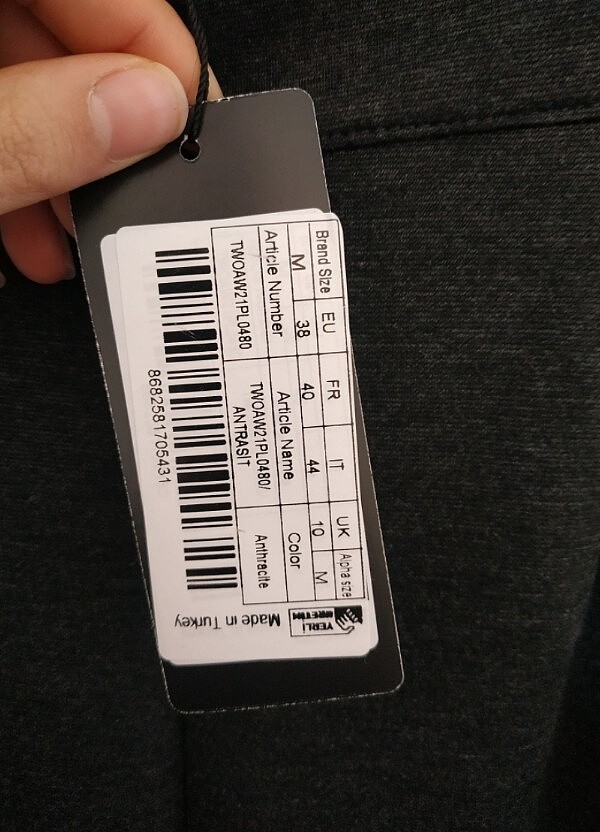 Brand Size EU FR IT UK Alpha size
M 38 40 44 10 M
Article Number Article Name Color
TWOAW21PL0480 TWOAW21PL0480/ Anthracite
ANTRASIT
8682581705431
YERLİ
ÜRETİM
Made in Turkey